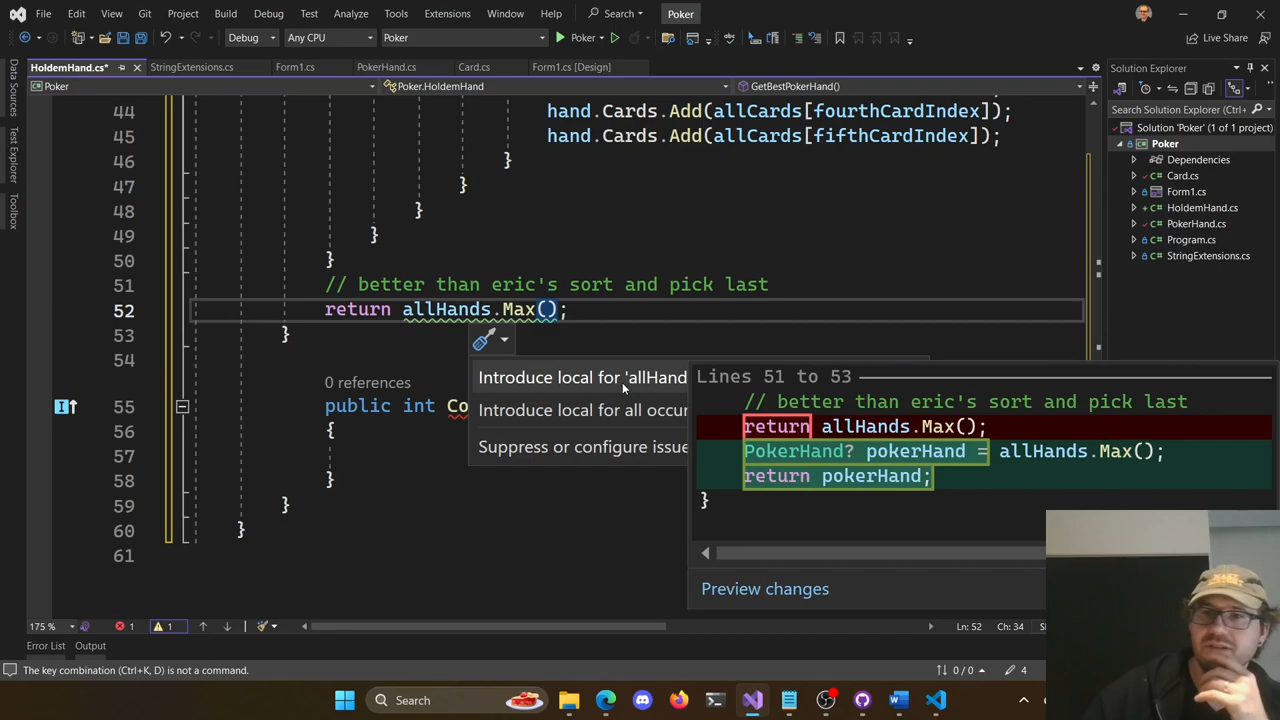 File Edit View Git Project Build Debug Test Analyze Tools Extensions Window Help Search Poker
Debug Any CPU Poker Poker Live Share
HoldemHand.cs* StringExtensions.cs Form1.cs PokerHand.cs Card.cs Form1.cs [Design]
Poker Poker.HoldemHand GetBestPokerHand()
Data Sources
Test Explorer
Toolbox
44 hand.Cards.Add(allCards[fourthCardIndex]);
45 hand.Cards.Add(allCards[fifthCardIndex]);
46 }
47 }
48 }
49 }
50 }
51 // better than eric's sort and pick last
52 return allHands.Max();
53 }
54
0 references
55 public int Co
56 {
57
58 }
59 }
60 }
61
Introduce local for 'allHand
Introduce local for all occur
Suppress or configure issue
Lines 51 to 53
// better than eric's sort and pick last
return allHands.Max();
PokerHand? pokerHand = allHands.Max();
return pokerHand;
}
Preview changes
Solution Explorer
Search Solution Explorer (Ctrl+
Solution 'Poker' (1 of 1 project)
Poker
Dependencies
Card.cs
Form1.cs
HoldemHand.cs
PokerHand.cs
Program.cs
StringExtensions.cs
175 % 1 1 Ln: 52 Ch: 34
Error List Output
The key combination (Ctrl+K, D) is not a command. 0 / 0 4
Search